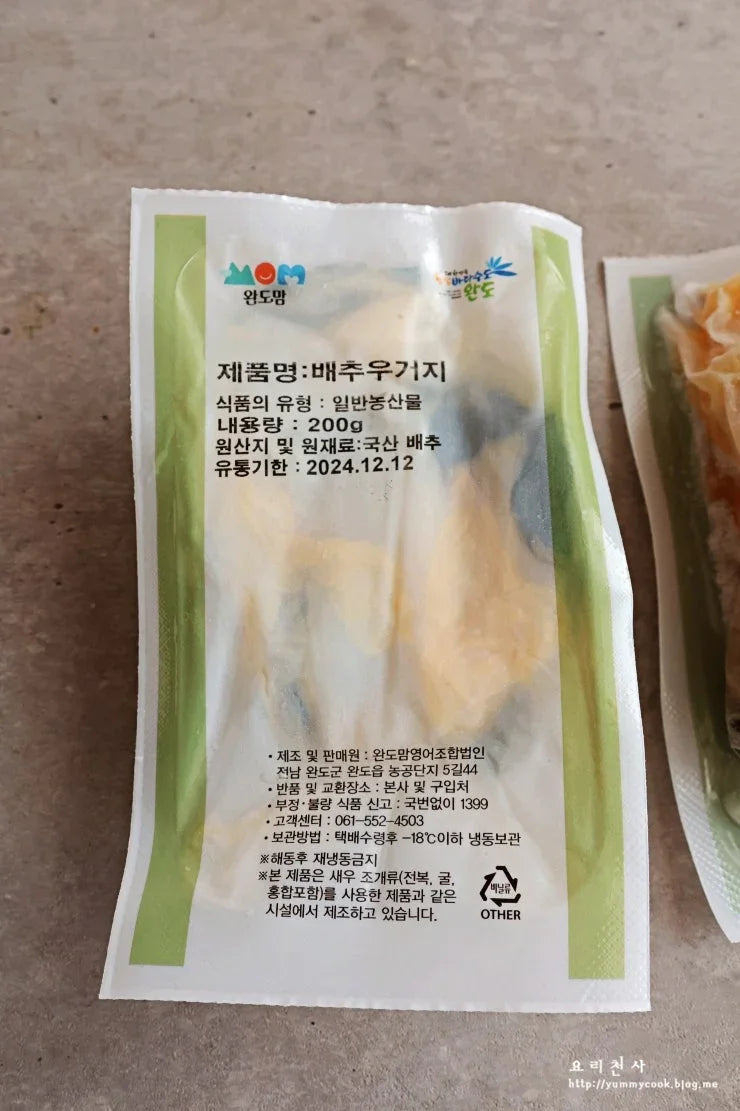 MOM
완도맘
바다수도
완도
제품명:배추우거지
식품의 유형 : 일반농산물
내용량 : 200g
원산지 및 원재료:국산 배추
유통기한 : 2024.12.12
• 제조 및 판매원 : 완도맘영어조합법인
전남 완도군 완도읍 농공단지 5길44
• 반품 및 교환장소 : 본사 및 구입처
• 부정·불량 식품 신고 : 국번없이 1399
• 고객센터 : 061-552-4503
• 보관방법 : 택배수령후 -18℃이하 냉동보관
※해동후 재냉동금지
※본 제품은 새우 조개류(전복, 굴,
홍합포함)를 사용한 제품과 같은
시설에서 제조하고 있습니다.
비닐류
OTHER
요리천사
http://yummycook.blog.me